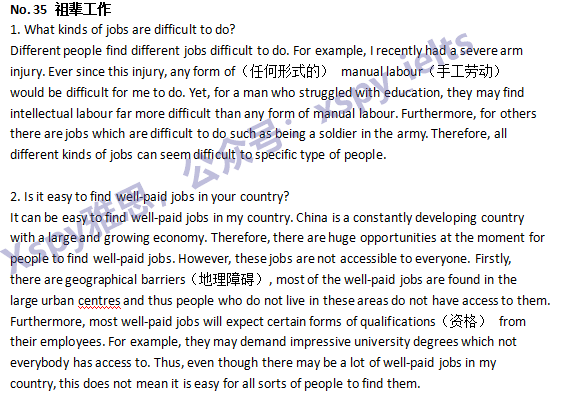 No. 35 祖辈工作
1. What kinds of jobs are difficult to do?
Different people find different jobs difficult to do. For example, I recently had a severe arm
injury. Ever since this injury, any form of（任何形式的） manual labour（手工劳动）
would be difficult for me to do. Yet, for a man who struggled with education, they may find
intellectual labour far more difficult than any form of manual labour. Furthermore, for others
there are jobs which are difficult to do such as being a soldier in the army. Therefore, all
different kinds of jobs can seem difficult to specific type of people.
2. Is it easy to find well-paid jobs in your country?
It can be easy to find well-paid jobs in my country. China is a constantly developing country
with a large and growing economy. Therefore, there are huge opportunities at the moment for
people to find well-paid jobs. However, these jobs are not accessible to everyone. Firstly,
there are geographical barriers（地理障碍）, most of the well-paid jobs are found in the
large urban centres and thus people who do not live in these areas do not have access to them.
Furthermore, most well-paid jobs will expect certain forms of qualifications（资格） from
their employees. For example, they may demand impressive university degrees which not
everybody has access to. Thus, even though there may be a lot of well-paid jobs in my
country, this does not mean it is easy for all sorts of people to find them.
Xspy雅思，公众号：xspy.ielts